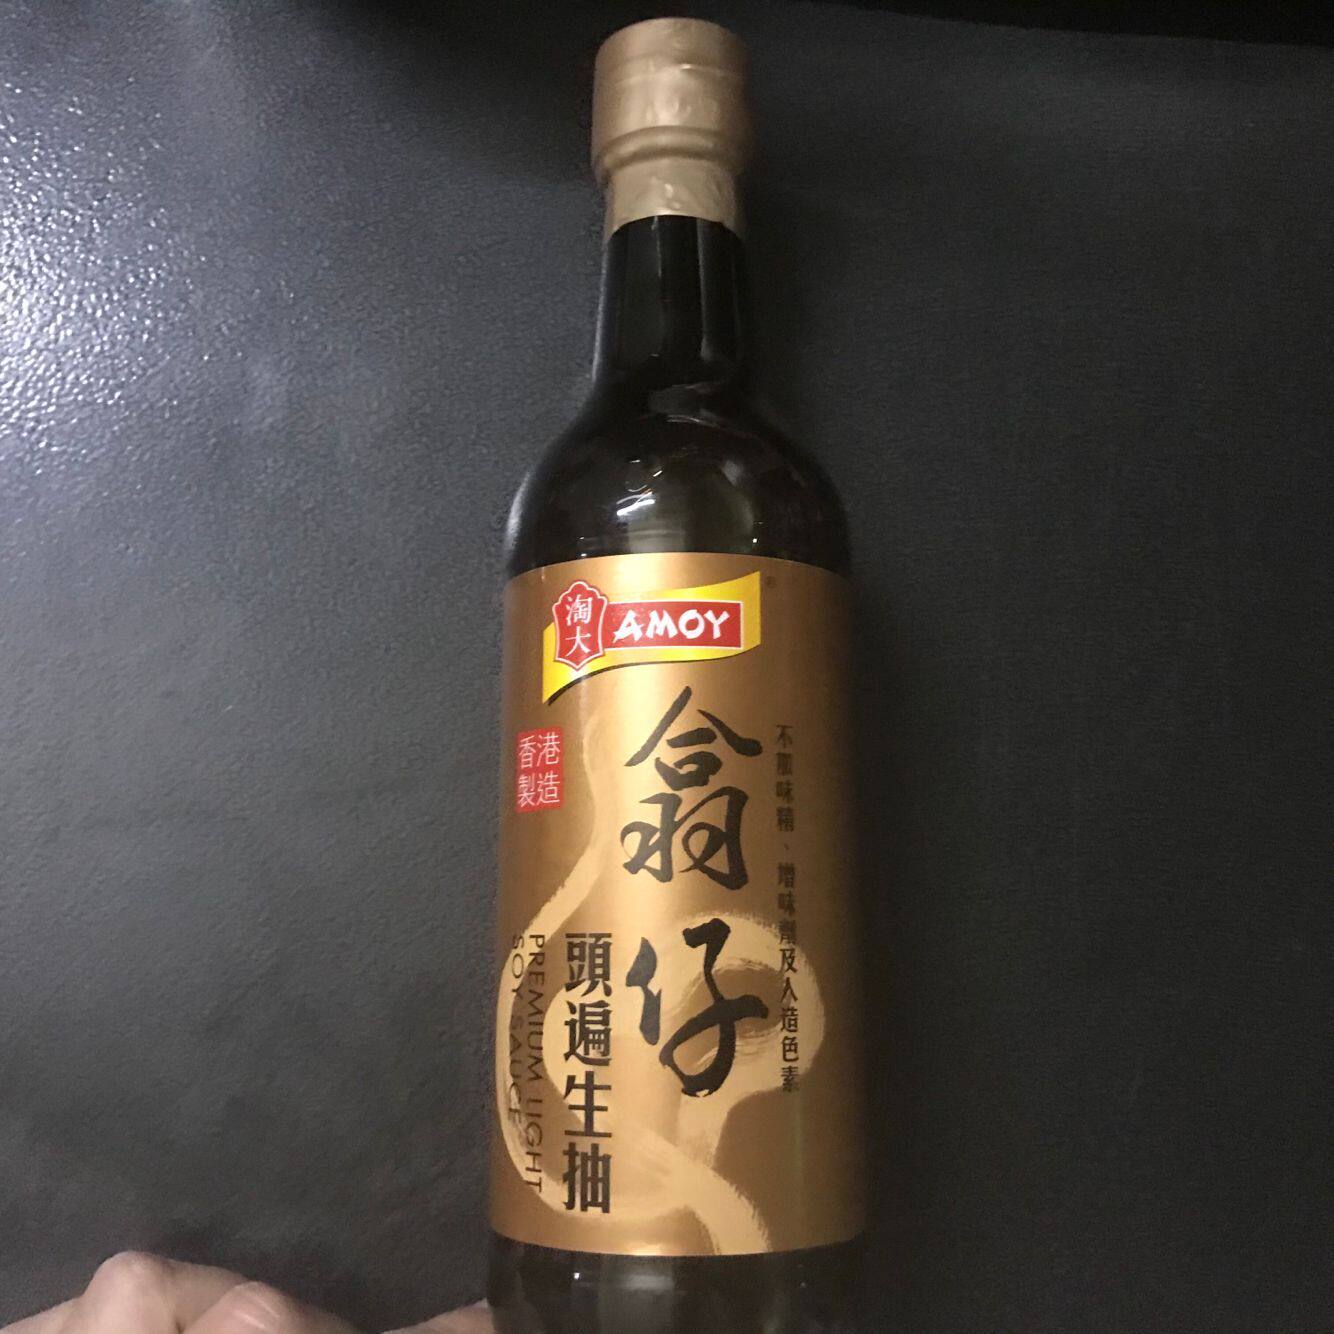 淘大
AMOY
®
香港
製造
翕仔
不加味精、增味劑及人造色素
頭遍生抽
PREMIUM LIGHT
SOY SAUCE